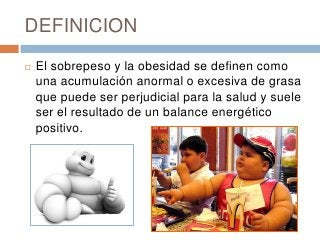 DEFINICION
El sobrepeso y la obesidad se definen como
una acumulación anormal o excesiva de grasa
que puede ser perjudicial para la salud y suele
ser el resultado de un balance energético
positivo.